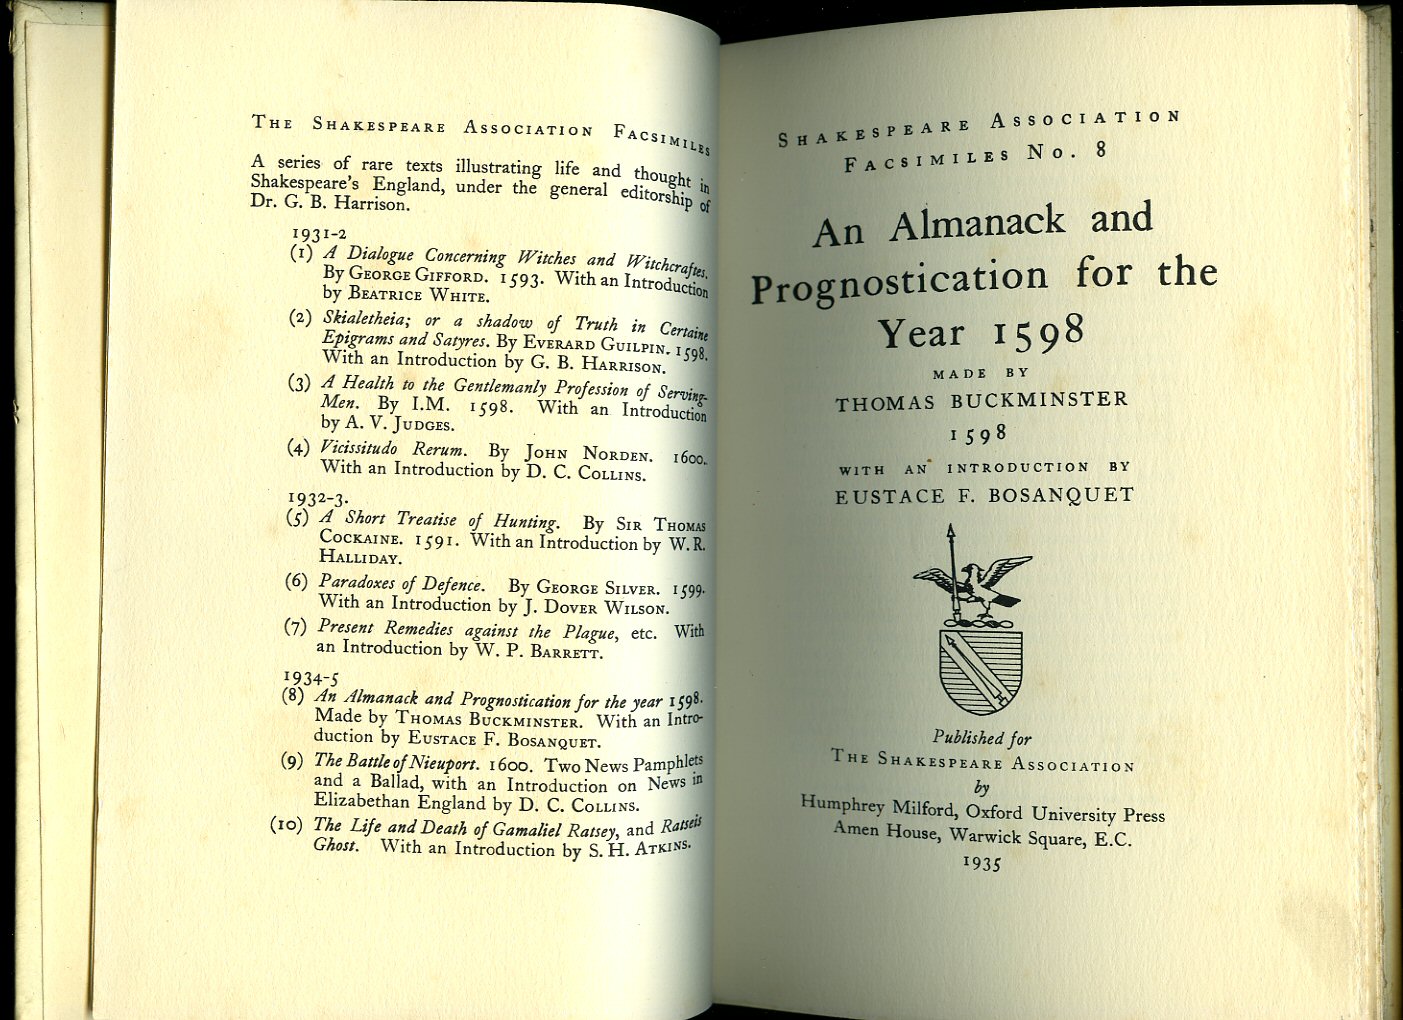 The Shakespeare Association Facsimiles
A series of rare texts illustrating life and thought in
Shakespeare's England, under the general editorship of
Dr. G. B. Harrison.
1931-2
(1) A Dialogue Concerning Witches and Witchcraftes.
By George Gifford. 1593. With an Introduction
by Beatrice White.
(2) Skialetheia; or a shadow of Truth in Certaine
Epigrams and Satyres. By Everard Guilpin. 1598.
With an Introduction by G. B. Harrison.
(3) A Health to the Gentlemanly Profession of Serving-
Men. By I.M. 1598. With an Introduction
by A. V. Judges.
(4) Vicissitudo Rerum. By John Norden. 1600.
With an Introduction by D. C. Collins.
1932-3.
(5) A Short Treatise of Hunting. By Sir Thomas
Cockaine. 1591. With an Introduction by W. R.
Halliday.
(6) Paradoxes of Defence. By George Silver. 1599.
With an Introduction by J. Dover Wilson.
(7) Present Remedies against the Plague, etc. With
an Introduction by W. P. Barrett.
1934-5
(8) An Almanack and Prognostication for the year 1598.
Made by Thomas Buckminster. With an Intro-
duction by Eustace F. Bosanquet.
(9) The Battle of Nieuport. 1600. Two News Pamphlets
and a Ballad, with an Introduction on News in
Elizabethan England by D. C. Collins.
(10) The Life and Death of Gamaliel Ratsey, and Ratseis
Ghost. With an Introduction by S. H. Atkins.
Shakespeare Association
Facsimiles No. 8
An Almanack and
Prognostication for the
Year 1598
MADE BY
THOMAS BUCKMINSTER
1598
WITH AN INTRODUCTION BY
EUSTACE F. BOSANQUET
Published for
The Shakespeare Association
by
Humphrey Milford, Oxford University Press
Amen House, Warwick Square, E.C.
1935